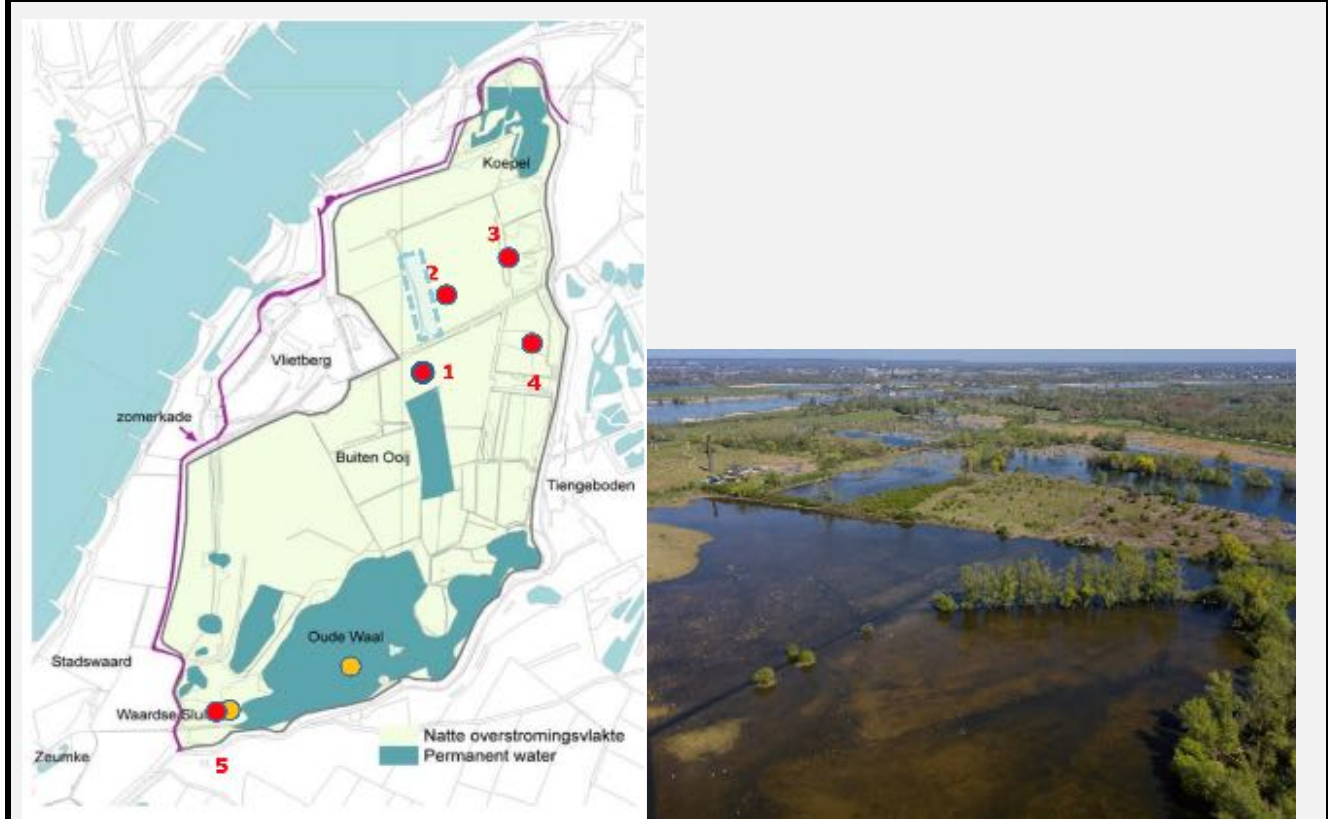 Koepel
3
2
Vlietberg
1
4
zomerkade
Buiten Ooij
Tiengeboden
Oude Waal
Stadswaard
Waardse Slui
Natte overstromingsvlakte
Permanent water
Zeumke
5